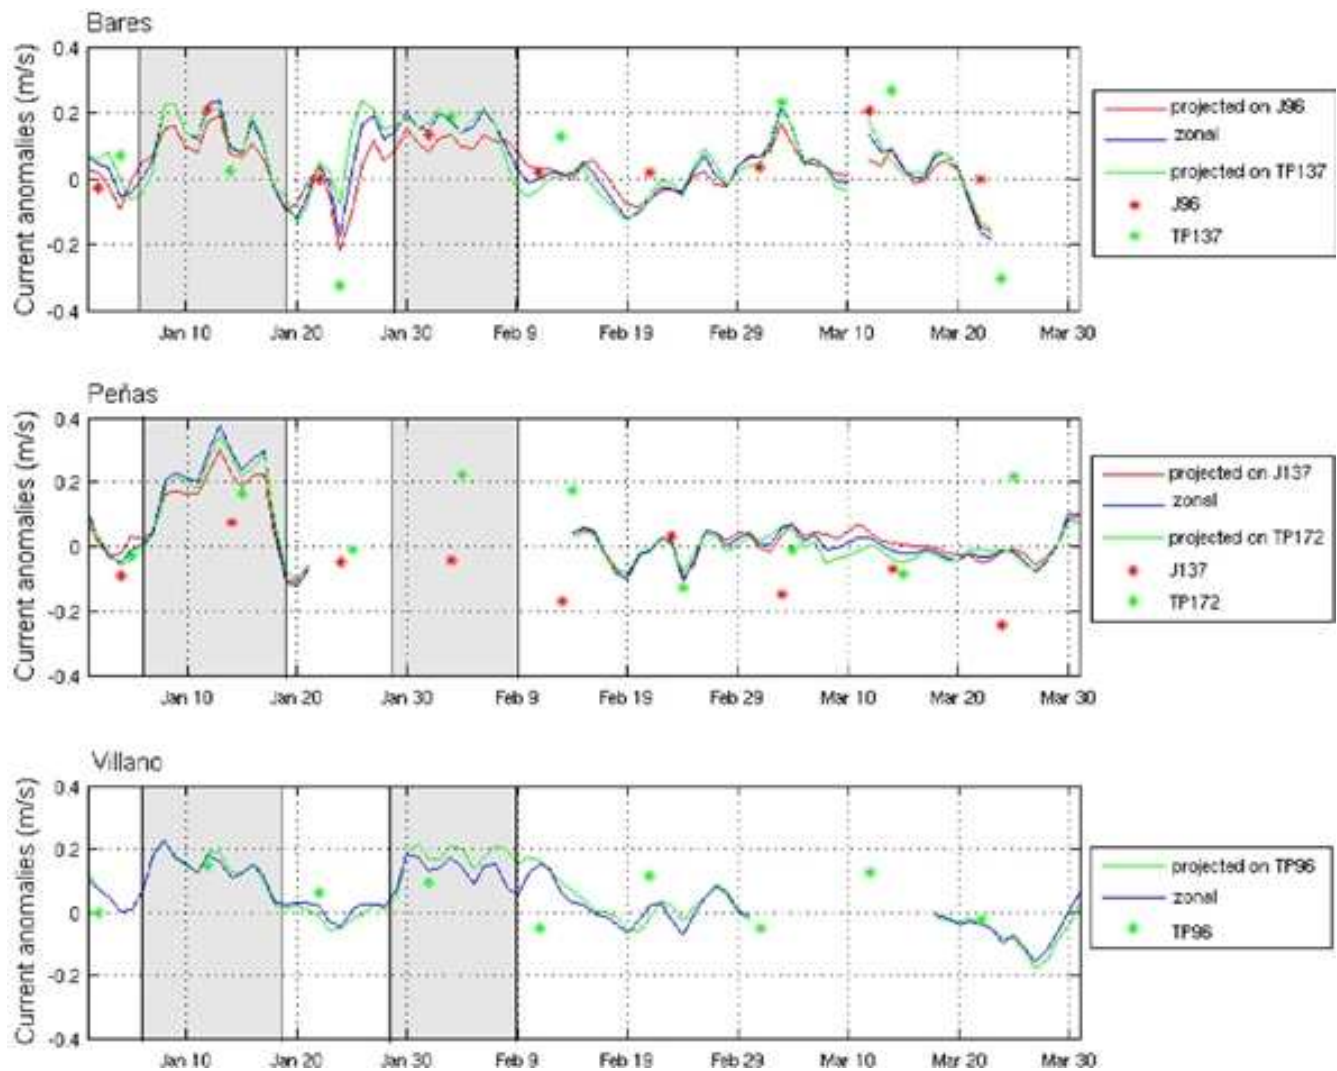 Bares
Current anomalies (m/s)
0.4
0.2
0
-0.2
-0.4
Jan 10 Jan 20 Jan 30 Feb 9 Feb 19 Feb 29 Mar 10 Mar 20 Mar 30
projected on J96
zonal
projected on TP137
J96
TP137
Peñas
Current anomalies (m/s)
0.4
0.2
0
-0.2
-0.4
Jan 10 Jan 20 Jan 30 Feb 9 Feb 19 Feb 29 Mar 10 Mar 20 Mar 30
projected on J137
zonal
projected on TP172
J137
TP172
Villano
Current anomalies (m/s)
0.4
0.2
0
-0.2
-0.4
Jan 10 Jan 20 Jan 30 Feb 9 Feb 19 Feb 29 Mar 10 Mar 20 Mar 30
projected on TP96
zonal
TP96